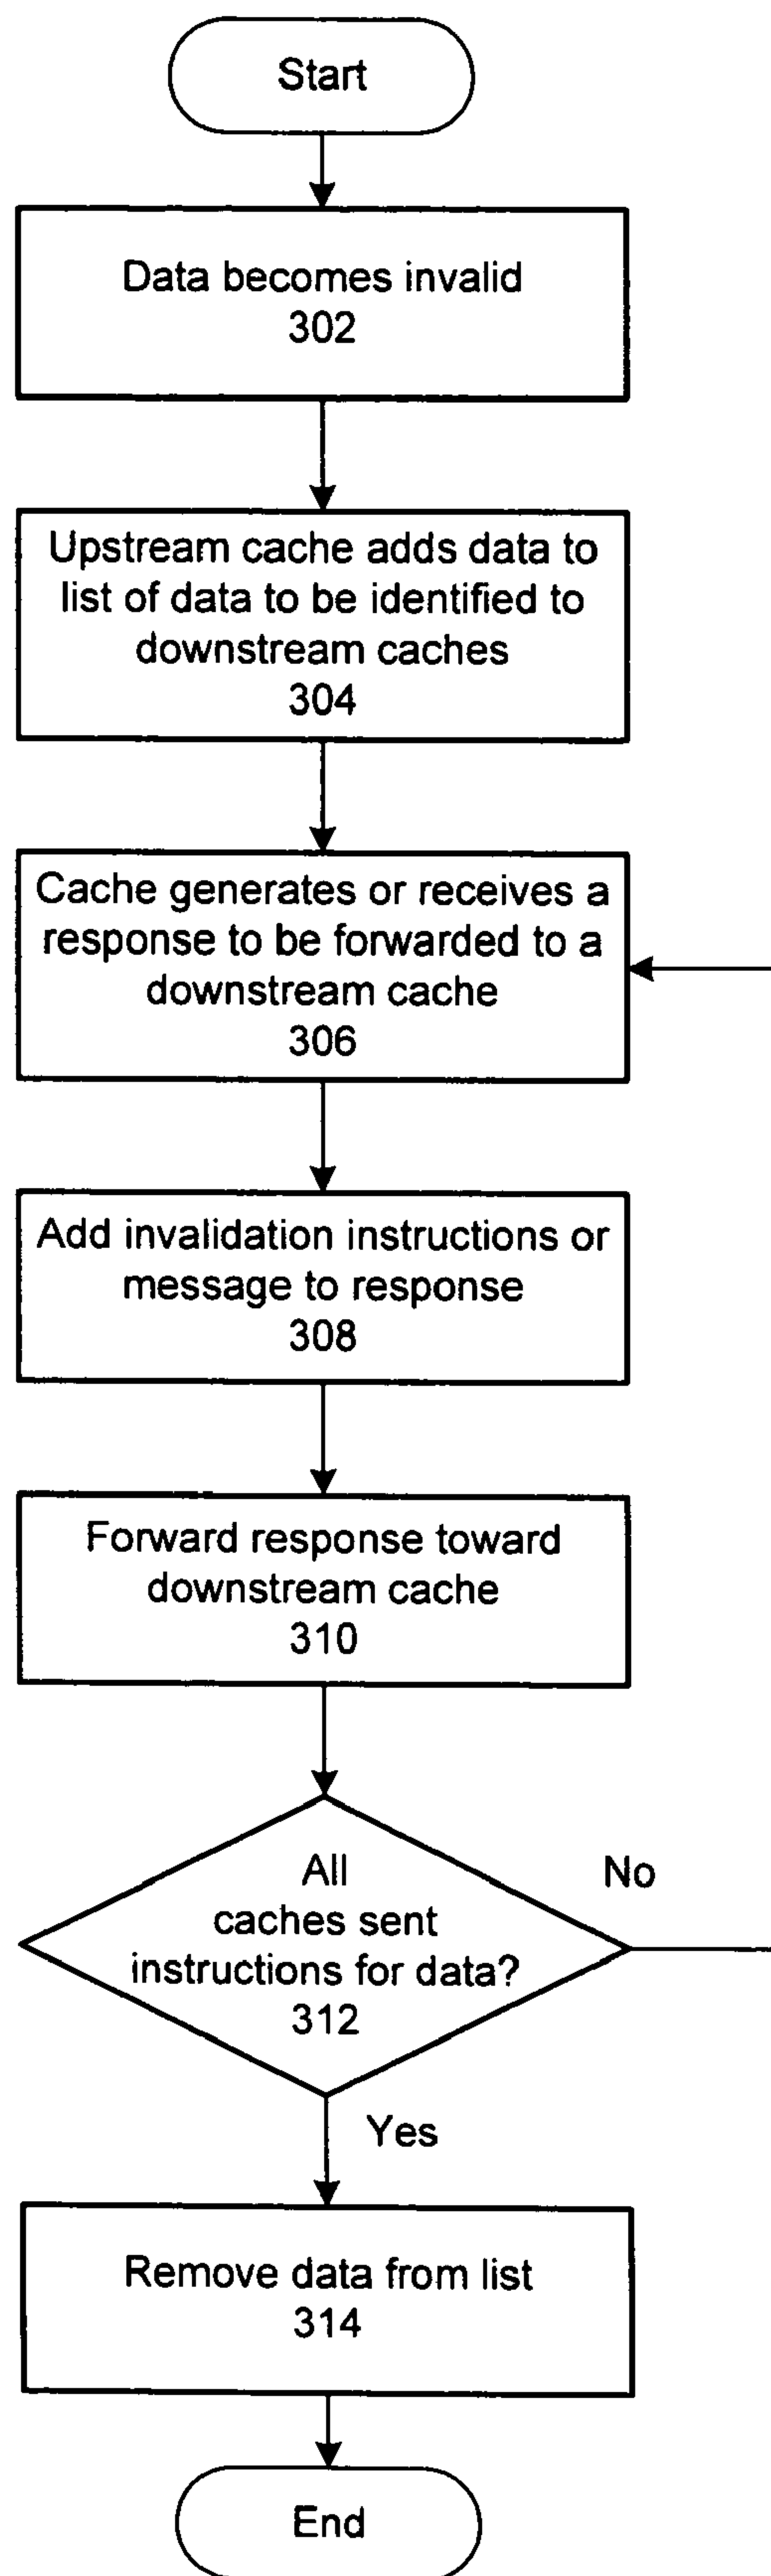 Start
Data becomes invalid
302
Upstream cache adds data to
list of data to be identified to
downstream caches
304
Cache generates or receives a
response to be forwarded to a
downstream cache
306
Add invalidation instructions or
message to response
308
Forward response toward
downstream cache
310
All
caches sent
instructions for data?
312
No
Yes
Remove data from list
314
End